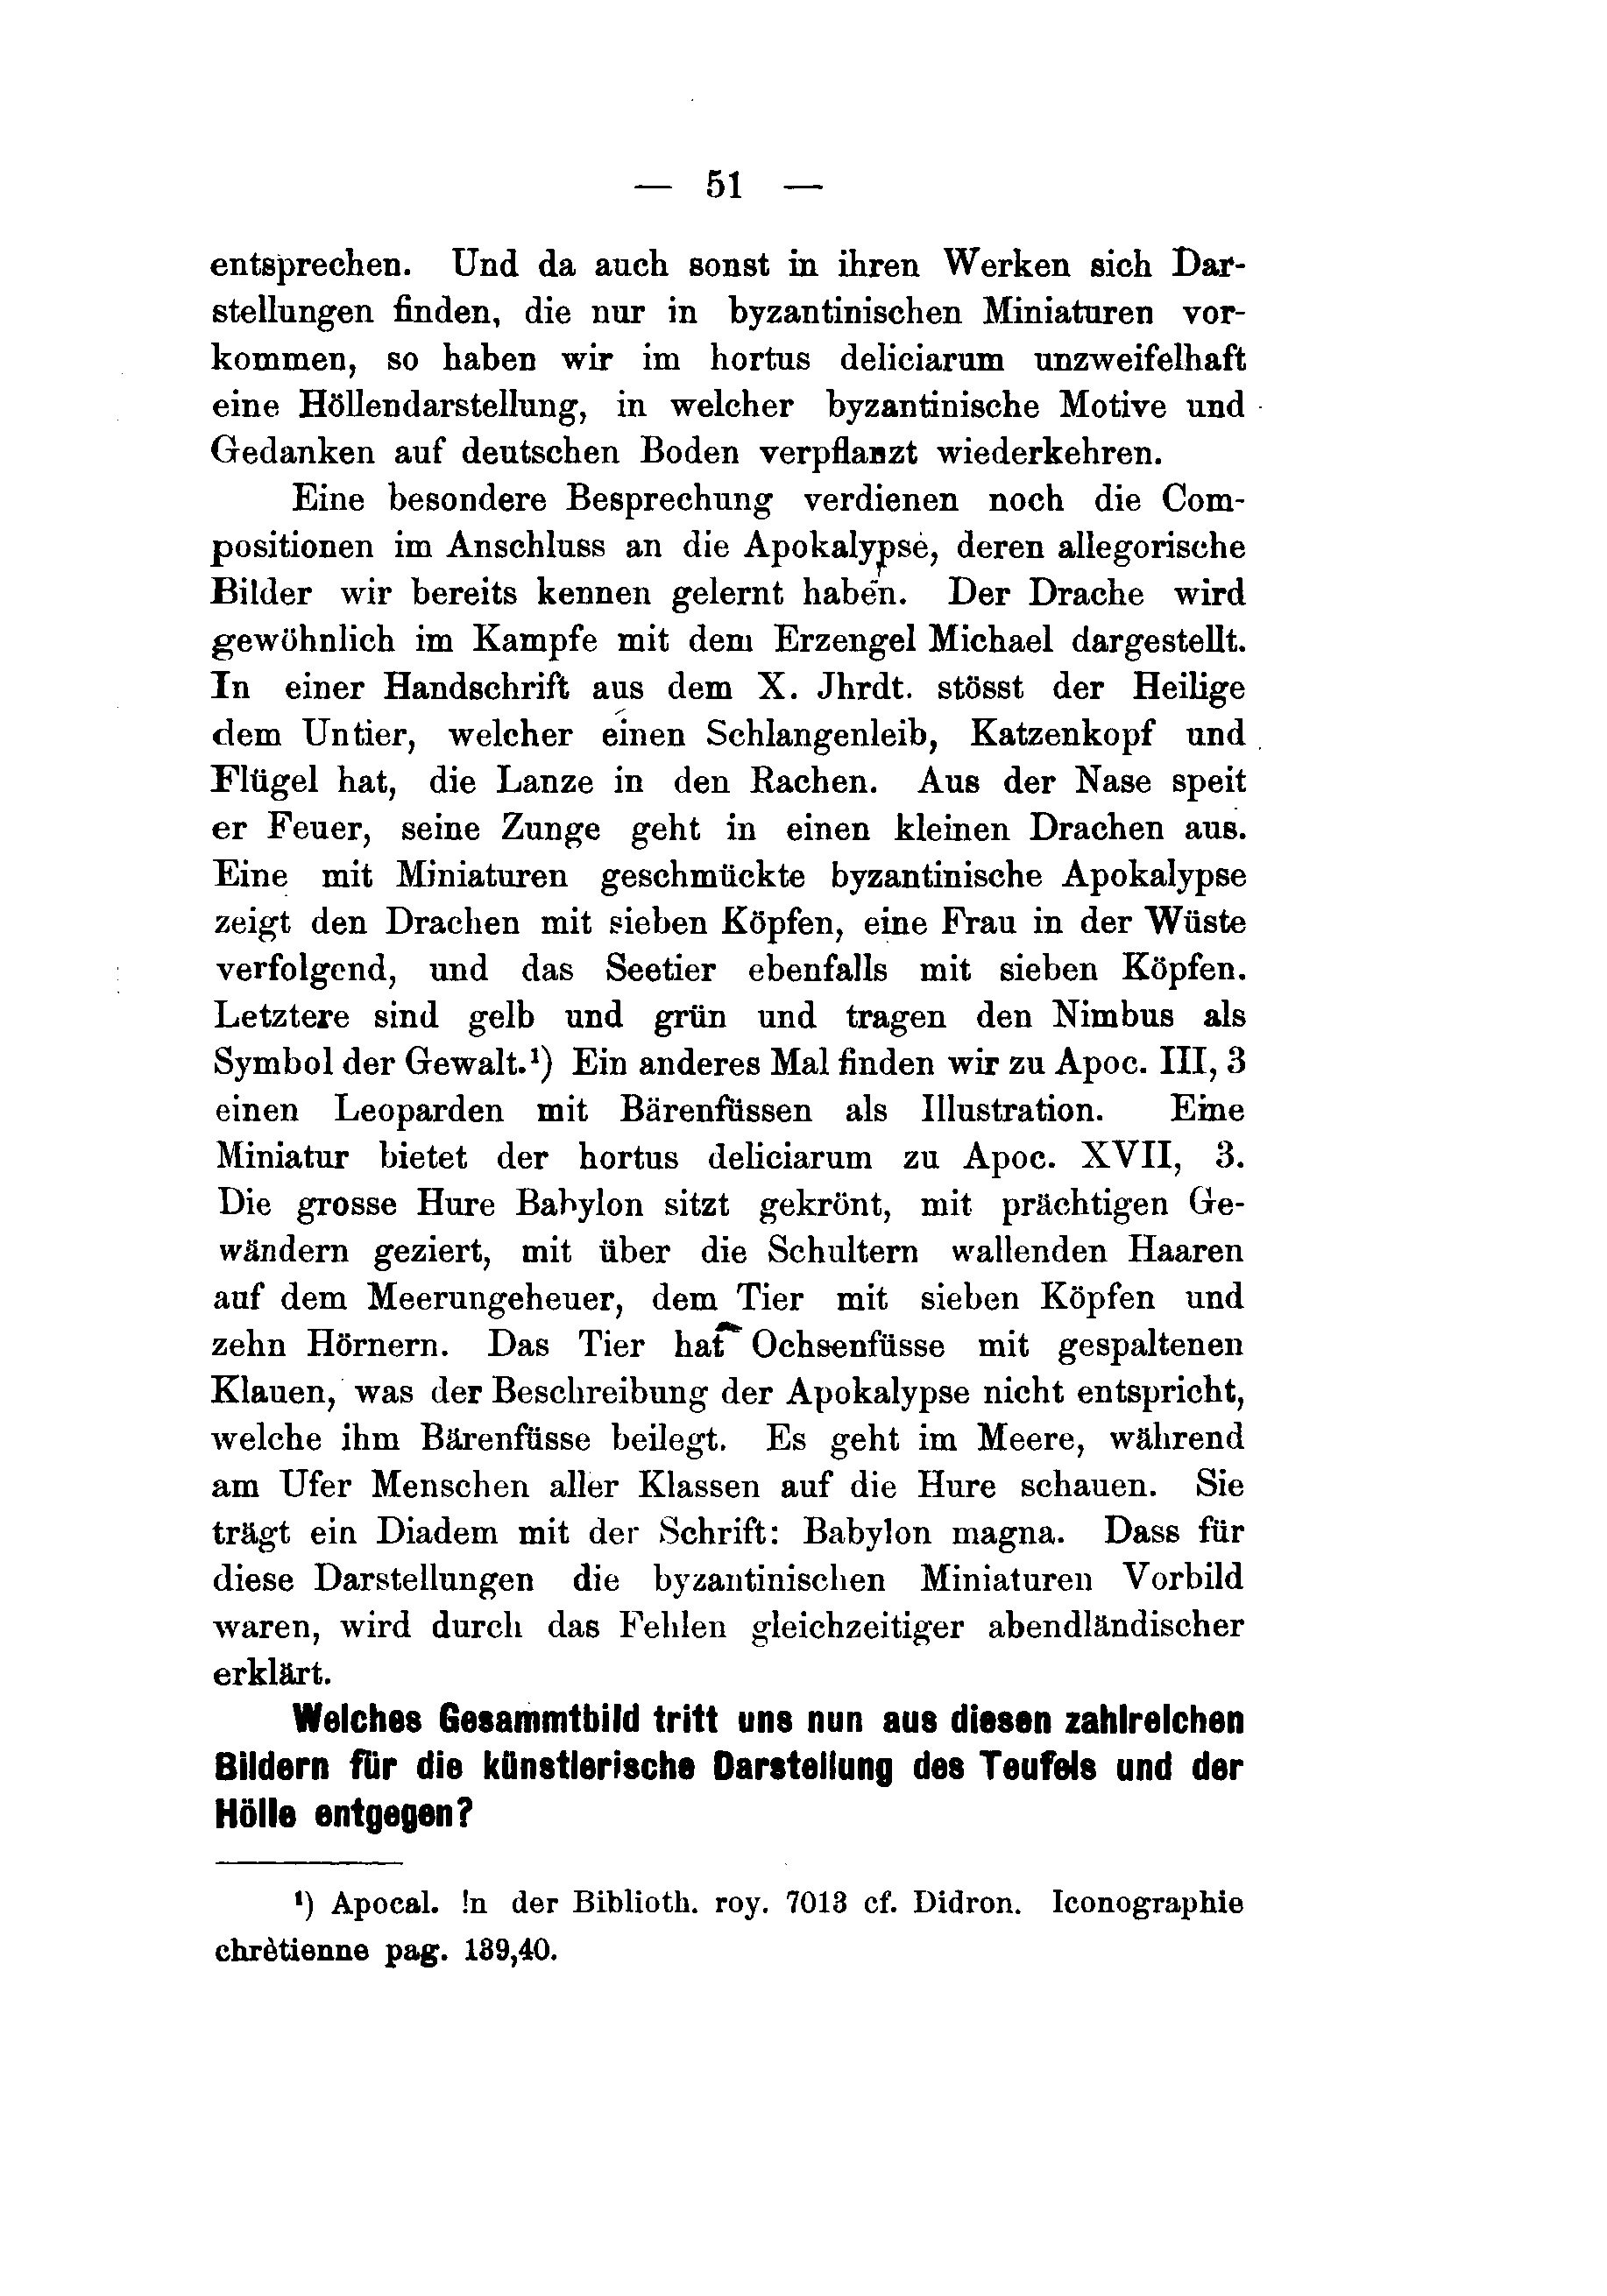 — 51 —
entsprechen. Und da auch sonst in ihren Werken sich Dar-
stellungen finden, die nur in byzantinischen Miniaturen vor-
kommen, so haben wir im hortus deliciarum unzweifelhaft
eine Höllendarstellung, in welcher byzantinische Motive und
Gedanken auf deutschen Boden verpflanzt wiederkehren.
Eine besondere Besprechung verdienen noch die Com-
positionen im Anschluss an die Apokalypse, deren allegorische
Bilder wir bereits kennen gelernt haben. Der Drache wird
gewöhnlich im Kampfe mit dem Erzengel Michael dargestellt.
In einer Handschrift aus dem X. Jhrdt. stösst der Heilige
dem Untier, welcher einen Schlangenleib, Katzenkopf und
Flügel hat, die Lanze in den Rachen. Aus der Nase speit
er Feuer, seine Zunge geht in einen kleinen Drachen aus.
Eine mit Miniaturen geschmückte byzantinische Apokalypse
zeigt den Drachen mit sieben Köpfen, eine Frau in der Wüste
verfolgend, und das Seetier ebenfalls mit sieben Köpfen.
Letztere sind gelb und grün und tragen den Nimbus als
Symbol der Gewalt.¹) Ein anderes Mal finden wir zu Apoc. III, 3
einen Leoparden mit Bärenfüssen als Illustration. Eine
Miniatur bietet der hortus deliciarum zu Apoc. XVII, 3.
Die grosse Hure Babylon sitzt gekrönt, mit prächtigen Ge-
wändern geziert, mit über die Schultern wallenden Haaren
auf dem Meerungeheuer, dem Tier mit sieben Köpfen und
zehn Hörnern. Das Tier hat Ochsenfüsse mit gespaltenen
Klauen, was der Beschreibung der Apokalypse nicht entspricht,
welche ihm Bärenfüsse beilegt. Es geht im Meere, während
am Ufer Menschen aller Klassen auf die Hure schauen. Sie
trägt ein Diadem mit der Schrift: Babylon magna. Dass für
diese Darstellungen die byzantinischen Miniaturen Vorbild
waren, wird durch das Fehlen gleichzeitiger abendländischer
erklärt.
Welches Gesammtbild tritt uns nun aus diesen zahlreichen
Bildern für die künstlerische Darstellung des Teufels und der
Hölle entgegen?
¹) Apocal. In der Biblioth. roy. 7013 cf. Didron. Iconographie
chrètienne pag. 139,40.